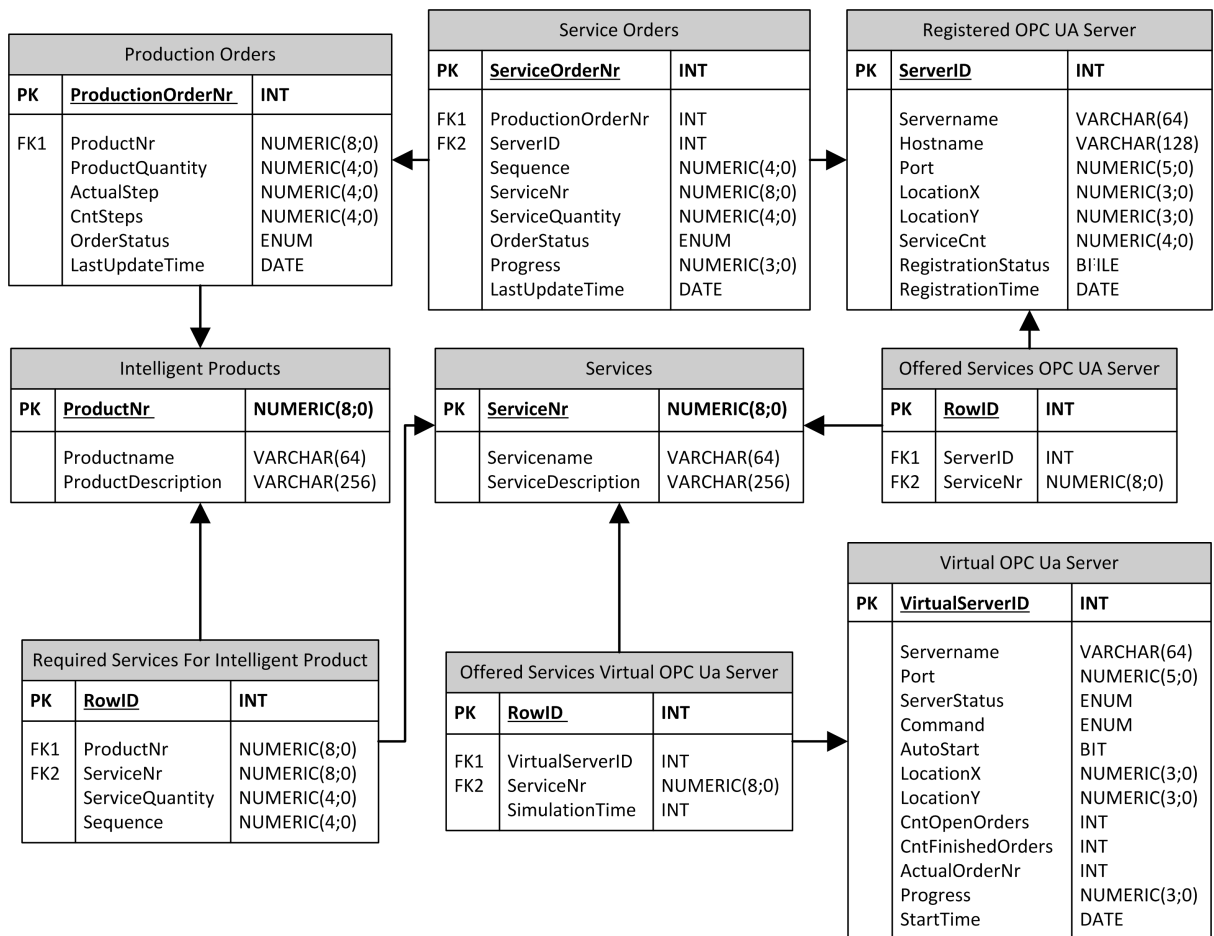 Production Orders
PK ProductionOrderNr INT
FK1 ProductNr NUMERIC(8;0)
ProductQuantity NUMERIC(4;0)
ActualStep NUMERIC(4;0)
CntSteps NUMERIC(4;0)
OrderStatus ENUM
LastUpdateTime DATE
Service Orders
PK ServiceOrderNr INT
FK1 ProductionOrderNr INT
FK2 ServerID INT
Sequence NUMERIC(4;0)
ServiceNr NUMERIC(8;0)
ServiceQuantity NUMERIC(4;0)
OrderStatus ENUM
Progress NUMERIC(3;0)
LastUpdateTime DATE
Registered OPC UA Server
PK ServerID INT
Servername VARCHAR(64)
Hostname VARCHAR(128)
Port NUMERIC(5;0)
LocationX NUMERIC(3;0)
LocationY NUMERIC(3;0)
ServiceCnt NUMERIC(4;0)
RegistrationStatus
RegistrationTime DATE
Intelligent Products
PK ProductNr NUMERIC(8;0)
Productname VARCHAR(64)
ProductDescription VARCHAR(256)
Services
PK ServiceNr NUMERIC(8;0)
Servicename VARCHAR(64)
ServiceDescription VARCHAR(256)
Offered Services OPC UA Server
PK RowID INT
FK1 ServerID INT
FK2 ServiceNr NUMERIC(8;0)
Required Services For Intelligent Product
PK RowID INT
FK1 ProductNr NUMERIC(8;0)
FK2 ServiceNr NUMERIC(8;0)
ServiceQuantity NUMERIC(4;0)
Sequence NUMERIC(4;0)
Offered Services Virtual OPC Ua Server
PK RowID INT
FK1 VirtualServerID INT
FK2 ServiceNr NUMERIC(8;0)
SimulationTime INT
Virtual OPC Ua Server
PK VirtualServerID INT
Servername VARCHAR(64)
Port NUMERIC(5;0)
ServerStatus ENUM
Command ENUM
AutoStart BIT
LocationX NUMERIC(3;0)
LocationY NUMERIC(3;0)
CntOpenOrders INT
CntFinishedOrders INT
ActualOrderNr INT
Progress NUMERIC(3;0)
StartTime DATE